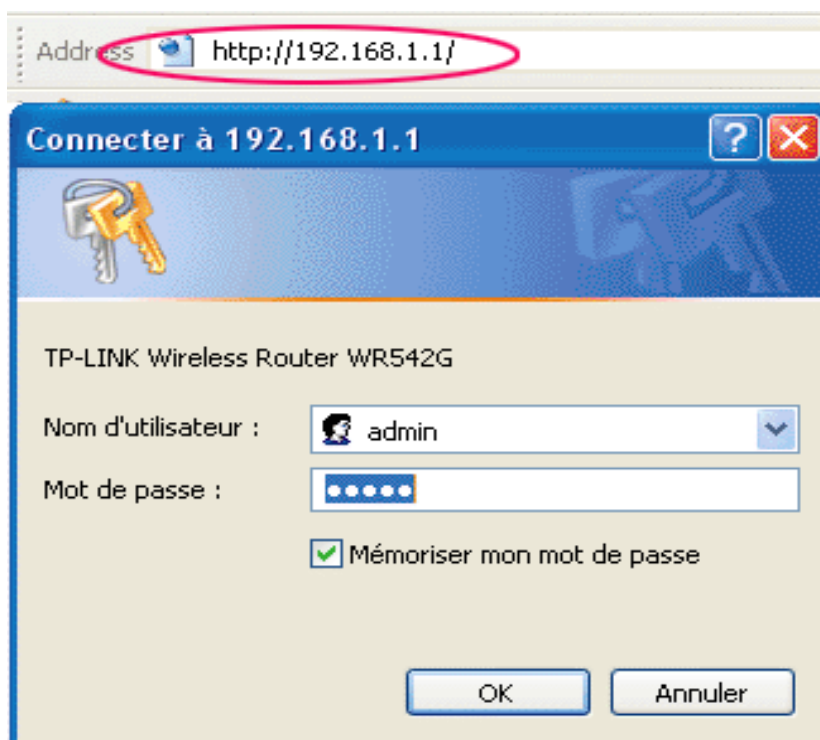 Address http://192.168.1.1/
Connecter à 192.168.1.1
TP-LINK Wireless Router WR542G
Nom d'utilisateur : admin
Mot de passe : •••••
Mémoriser mon mot de passe
OK Annuler